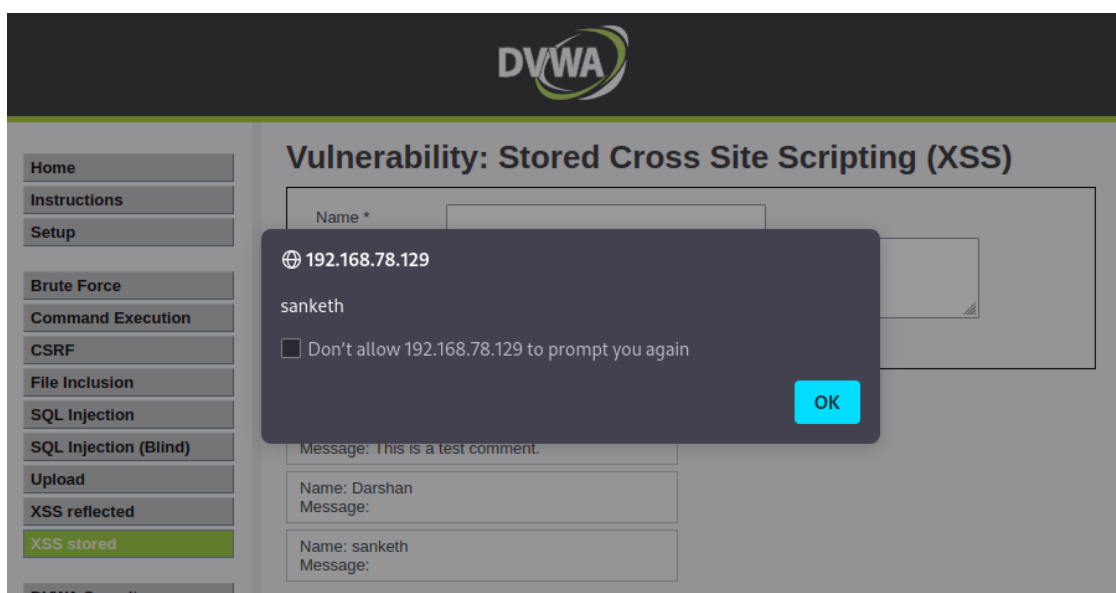 DVWA
Vulnerability: Stored Cross Site Scripting (XSS)
Home
Instructions
Setup
Brute Force
Command Execution
CSRF
File Inclusion
SQL Injection
SQL Injection (Blind)
Upload
XSS reflected
XSS stored
Name *
192.168.78.129
sanketh
Don't allow 192.168.78.129 to prompt you again
OK
Message: This is a test comment.
Name: Darshan
Message:
Name: sanketh
Message: